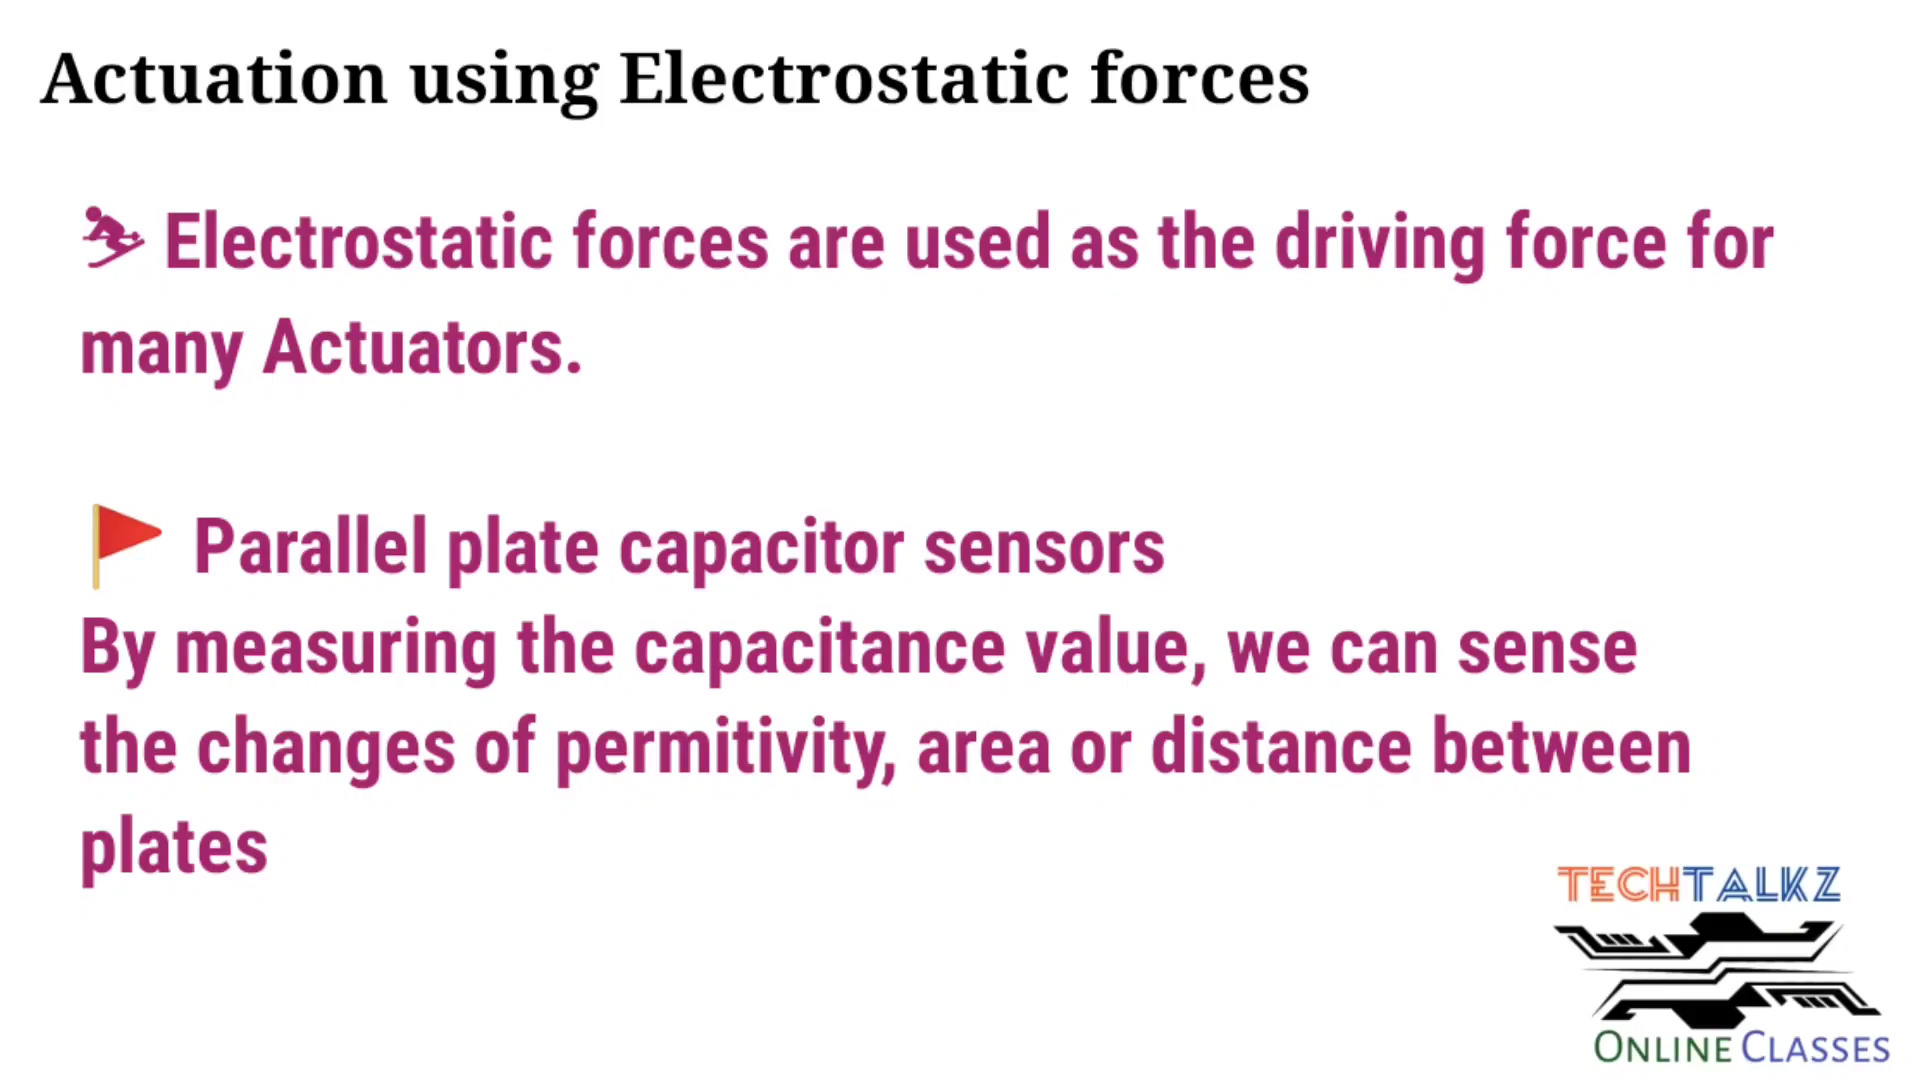 Actuation using Electrostatic forces
Electrostatic forces are used as the driving force for
many Actuators.
Parallel plate capacitor sensors
By measuring the capacitance value, we can sense
the changes of permitivity, area or distance between
plates
TECHTALKZ
ONLINE CLASSES